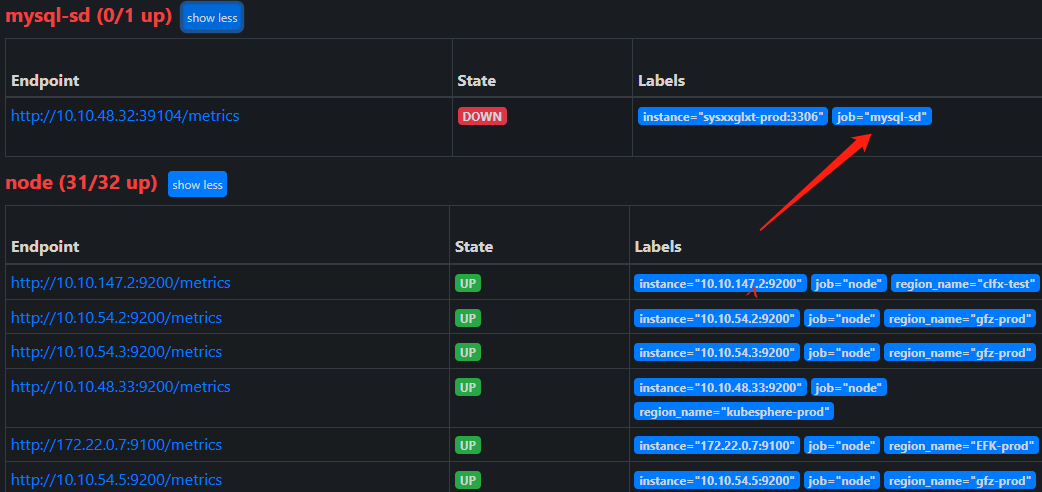 mysql-sd (0/1 up) show less
Endpoint State Labels
http://10.10.48.32:39104/metrics DOWN instance="sysxxglxt-prod:3306" job="mysql-sd"
node (31/32 up) show less
Endpoint State Labels
http://10.10.147.2:9200/metrics UP instance="10.10.147.2:9200" job="node" region_name="clfx-test"
http://10.10.54.2:9200/metrics UP instance="10.10.54.2:9200" job="node" region_name="gfz-prod"
http://10.10.54.3:9200/metrics UP instance="10.10.54.3:9200" job="node" region_name="gfz-prod"
http://10.10.48.33:9200/metrics UP instance="10.10.48.33:9200" job="node"
region_name="kubesphere-prod"
http://172.22.0.7:9100/metrics UP instance="172.22.0.7:9100" job="node" region_name="EFK-prod"
http://10.10.54.5:9200/metrics UP instance="10.10.54.5:9200" job="node" region_name="gfz-prod"